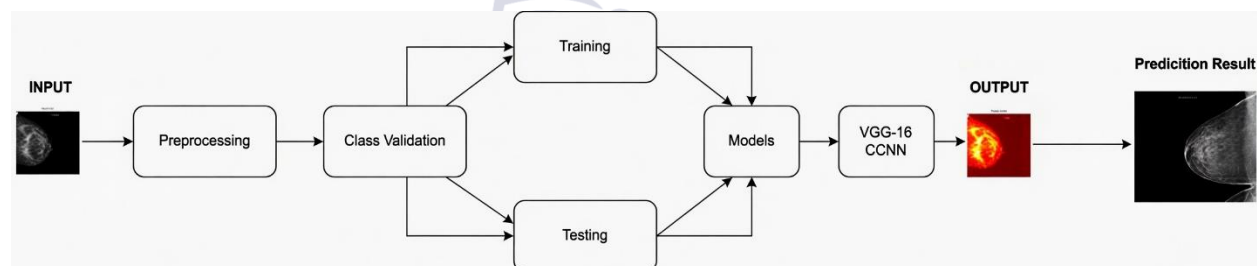 INPUT
Preprocessing
Class Validation
Training
Testing
Models
VGG-16
CCNN
OUTPUT
Predicition Result